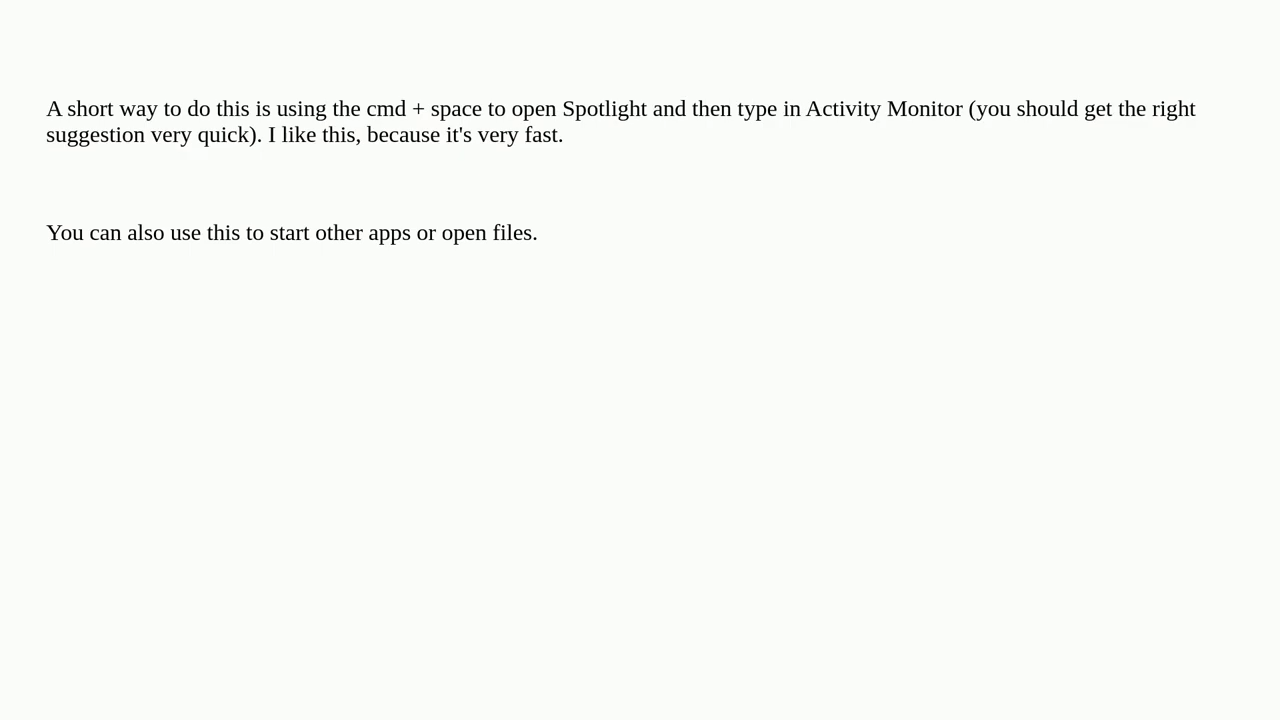 A short way to do this is using the cmd + space to open Spotlight and then type in Activity Monitor (you should get the right
suggestion very quick). I like this, because it's very fast.
You can also use this to start other apps or open files.